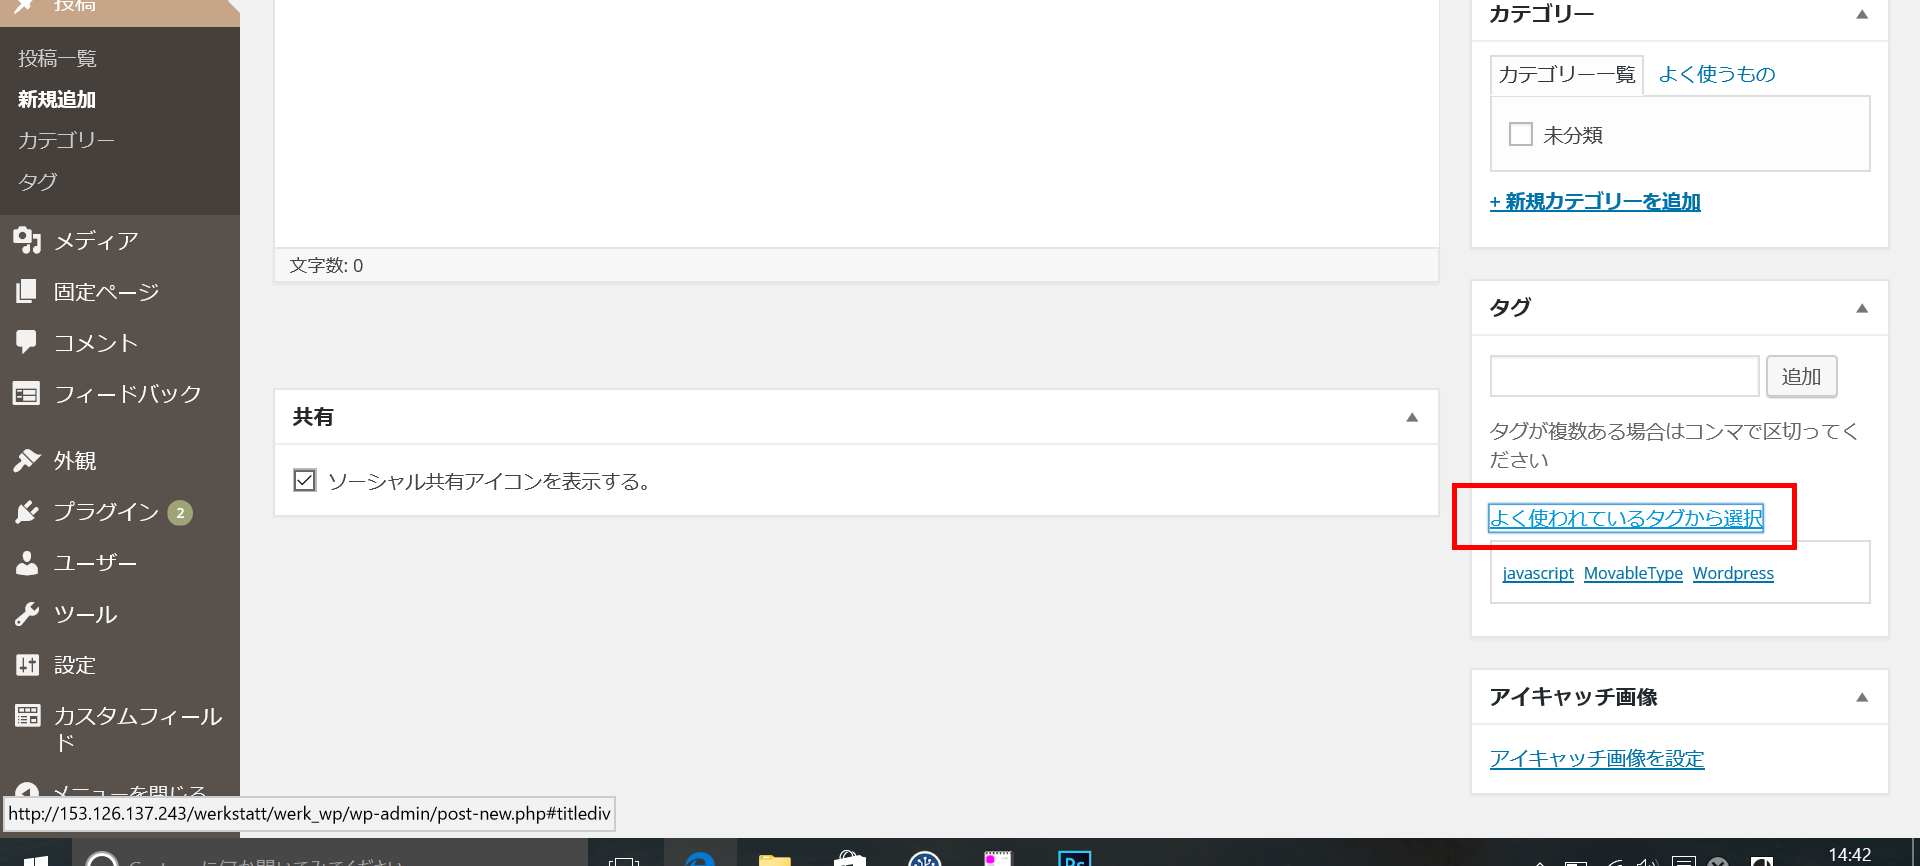 投稿
投稿一覧
新規追加
カテゴリー
タグ
メディア
固定ページ
コメント
フィードバック
外観
プラグイン 2
ユーザー
ツール
設定
カスタムフィール
ド
メニューを閉じる
http://153.126.137.243/werkstatt/werk_wp/wp-admin/post-new.php#titlediv
文字数: 0
共有
ソーシャル共有アイコンを表示する。
カテゴリー
カテゴリー一覧 よく使うもの
未分類
+ 新規カテゴリーを追加
タグ
追加
タグが複数ある場合はコンマで区切ってく
ださい
よく使われているタグから選択
javascript MovableType Wordpress
アイキャッチ画像
アイキャッチ画像を設定
Ps
14:42